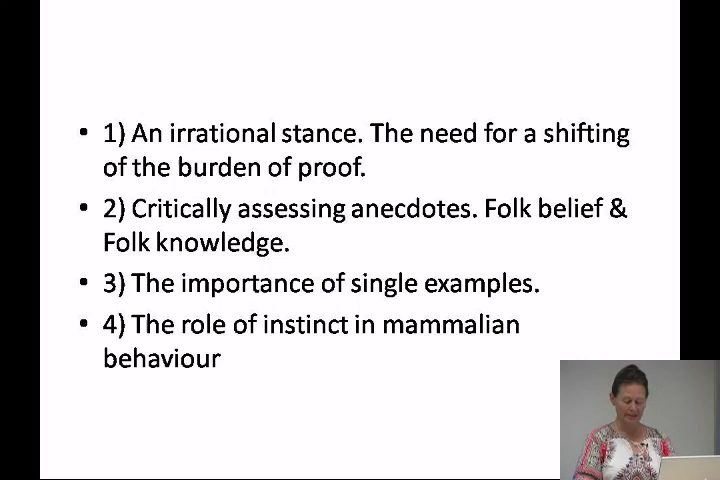 • 1) An irrational stance. The need for a shifting
of the burden of proof.
• 2) Critically assessing anecdotes. Folk belief &
Folk knowledge.
• 3) The importance of single examples.
• 4) The role of instinct in mammalian
behaviour